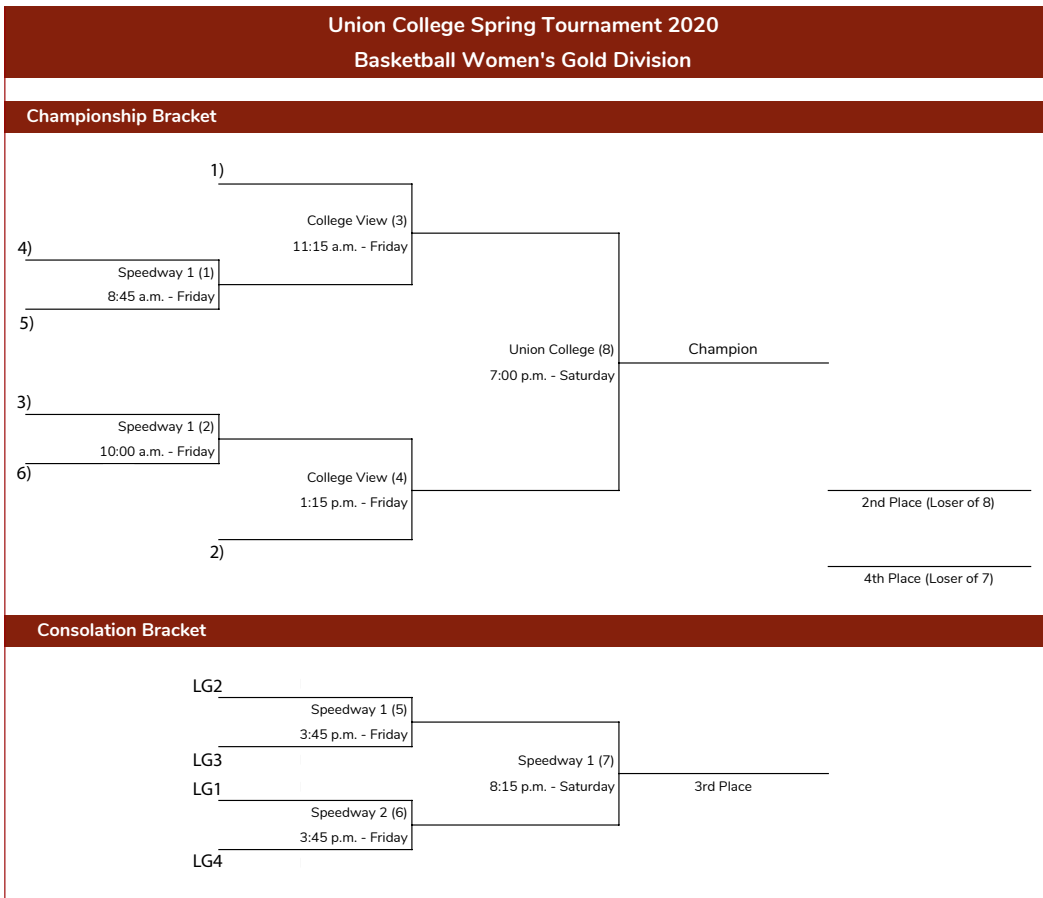 Union College Spring Tournament 2020
Basketball Women's Gold Division
Championship Bracket
1)
College View (3)
11:15 a.m. - Friday
4)
Speedway 1 (1)
8:45 a.m. - Friday
5)
Union College (8)
7:00 p.m. - Saturday
Champion
3)
Speedway 1 (2)
10:00 a.m. - Friday
6)
College View (4)
1:15 p.m. - Friday
2)
2nd Place (Loser of 8)
4th Place (Loser of 7)
Consolation Bracket
LG2
Speedway 1 (5)
3:45 p.m. - Friday
LG3
Speedway 1 (7)
8:15 p.m. - Saturday
3rd Place
LG1
Speedway 2 (6)
3:45 p.m. - Friday
LG4